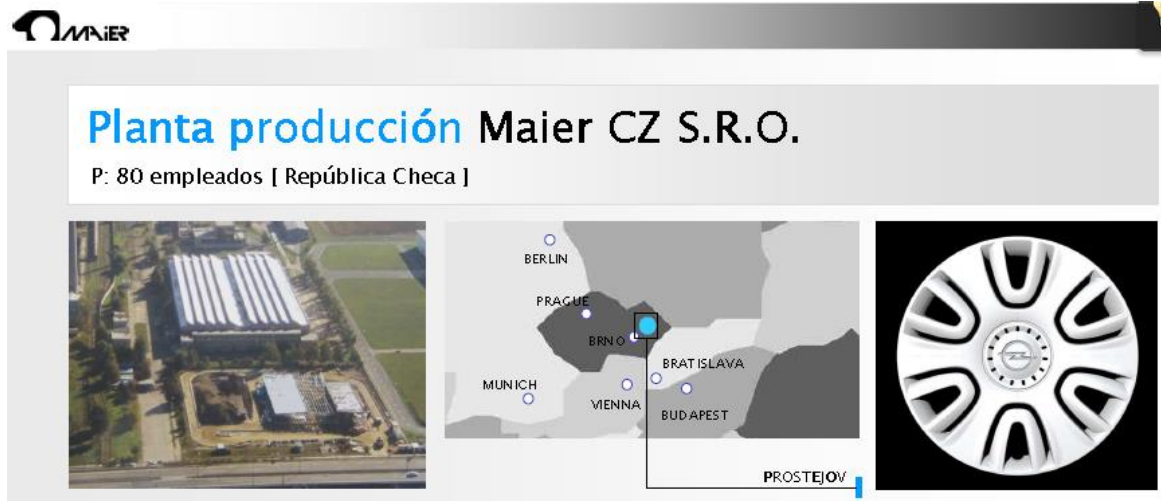 MAIER
Planta producción Maier CZ S.R.O.
P: 80 empleados [ República Checa ]
BERLIN
PRAGUE
BRNO
BRATISLAVA
MUNICH
VIENNA
BUDAPEST
PROSTEJOV